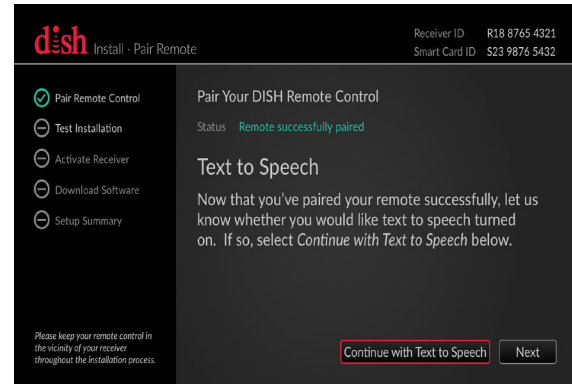 dish Install · Pair Remote
Receiver ID R18 8765 4321
Smart Card ID S23 9876 5432
Pair Remote Control
Test Installation
Activate Receiver
Download Software
Setup Summary
Please keep your remote control in
the vicinity of your receiver
throughout the installation process.
Pair Your DISH Remote Control
Status Remote successfully paired
Text to Speech
Now that you've paired your remote successfully, let us
know whether you would like text to speech turned
on. If so, select Continue with Text to Speech below.
Continue with Text to Speech Next